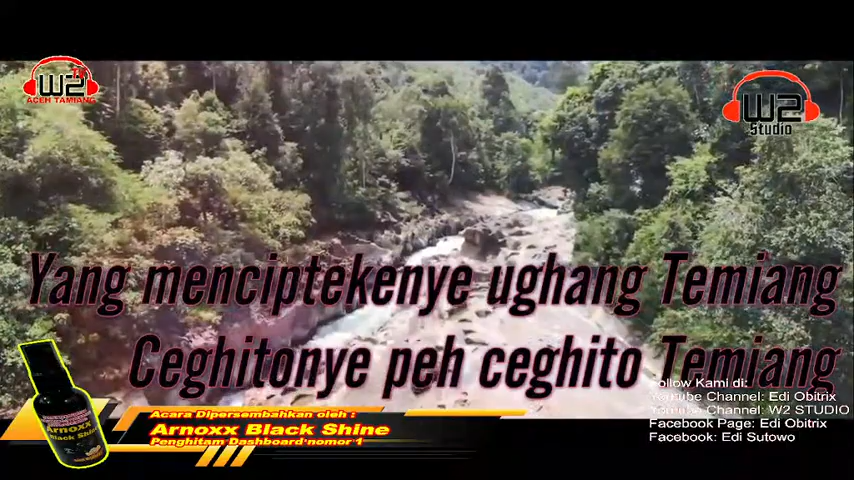 W2 TV
ACEH TAMIANG
W2
STUDIO
Yang menciptekenye ughang Temiang
Ceghitonye peh ceghito Temiang
Follow Kami di:
Youtube Channel: Edi Obitrix
Youtube Channel: W2 STUDIO
Facebook Page: Edi Obitrix
Facebook: Edi Sutowo
Acara Dipersembahkan oleh :
Arnoxx Black Shine
Penghitam Dashboard nomor 1
Arnoxx
BLACK SHINE